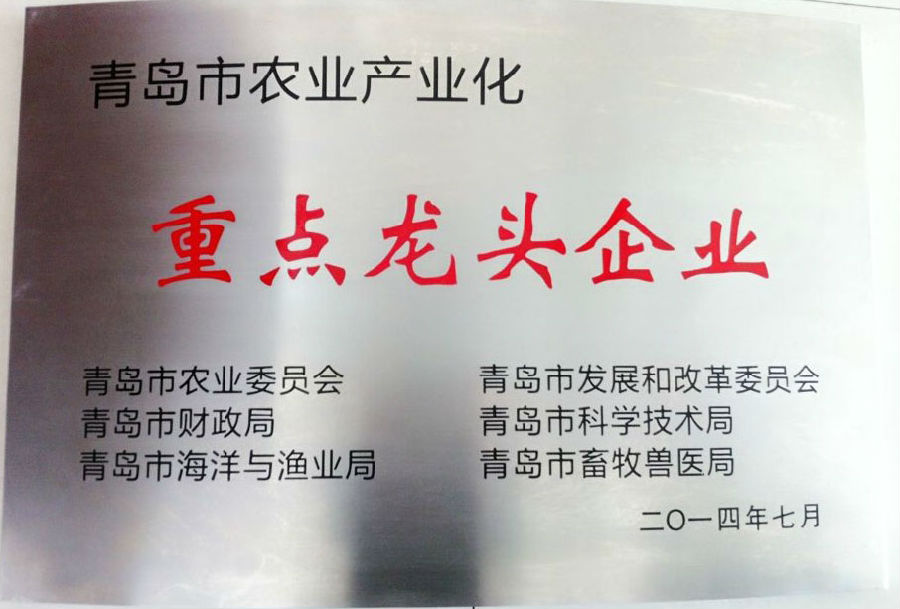 青岛市农业产业化
重点龙头企业
青岛市农业委员会
青岛市发展和改革委员会
青岛市财政局
青岛市科学技术局
青岛市海洋与渔业局
青岛市畜牧兽医局
二〇一四年七月